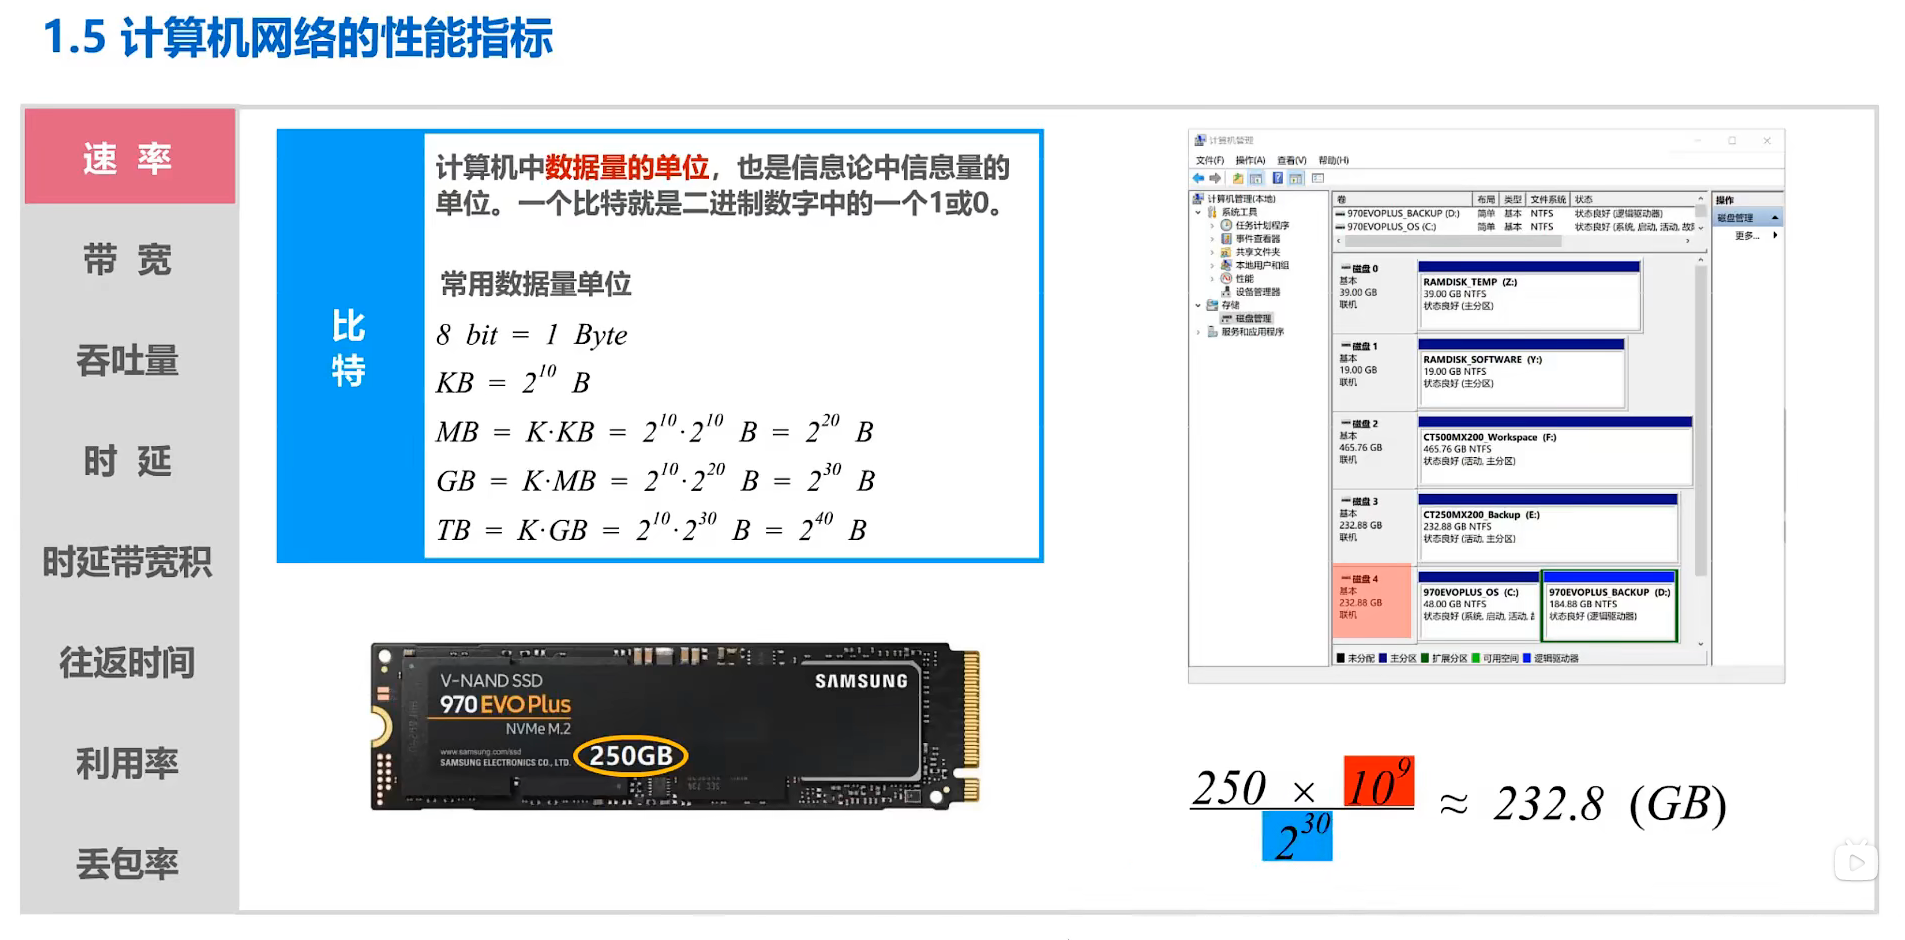 1.5 计算机网络的性能指标
速 率
带 宽
吞吐量
时 延
时延带宽积
往返时间
利用率
丢包率
比
特
计算机中数据量的单位，也是信息论中信息量的
单位。一个比特就是二进制数字中的一个1或0。
常用数据量单位
8 bit = 1 Byte
KB = 2^10 B
MB = K·KB = 2^10·2^10 B = 2^20 B
GB = K·MB = 2^10·2^20 B = 2^30 B
TB = K·GB = 2^10·2^30 B = 2^40 B
V-NAND SSD
970 EVO Plus
NVMe M.2
www.samsung.com/ssd
SAMSUNG ELECTRONICS CO., LTD.
250GB
SAMSUNG
计算机管理
文件(F) 操作(A) 查看(V) 帮助(H)
计算机管理(本地)
系统工具
任务计划程序
事件查看器
共享文件夹
本地用户和组
性能
设备管理器
存储
磁盘管理
服务和应用程序
卷 布局 类型 文件系统 状态
970EVOPLUS_BACKUP (D:) 简单 基本 NTFS 状态良好 (逻辑驱动器)
970EVOPLUS_OS (C:) 简单 基本 NTFS 状态良好 (系统, 启动, 活动, 故
操作
磁盘管理
更多...
磁盘 0
基本
39.00 GB
联机
RAMDISK_TEMP (Z:)
39.00 GB NTFS
状态良好 (主分区)
磁盘 1
基本
19.00 GB
联机
RAMDISK_SOFTWARE (Y:)
19.00 GB NTFS
状态良好 (主分区)
磁盘 2
基本
465.76 GB
联机
CT500MX200_Workspace (F:)
465.76 GB NTFS
状态良好 (活动, 主分区)
磁盘 3
基本
232.88 GB
联机
CT250MX200_Backup (E:)
232.88 GB NTFS
状态良好 (活动, 主分区)
磁盘 4
基本
232.88 GB
联机
970EVOPLUS_OS (C:)
48.00 GB NTFS
状态良好 (系统, 启动, 活动,
970EVOPLUS_BACKUP (D:)
184.88 GB NTFS
状态良好 (逻辑驱动器)
未分配 主分区 扩展分区 可用空间 逻辑驱动器
250 × 10^9 / 2^30 ≈ 232.8 (GB)